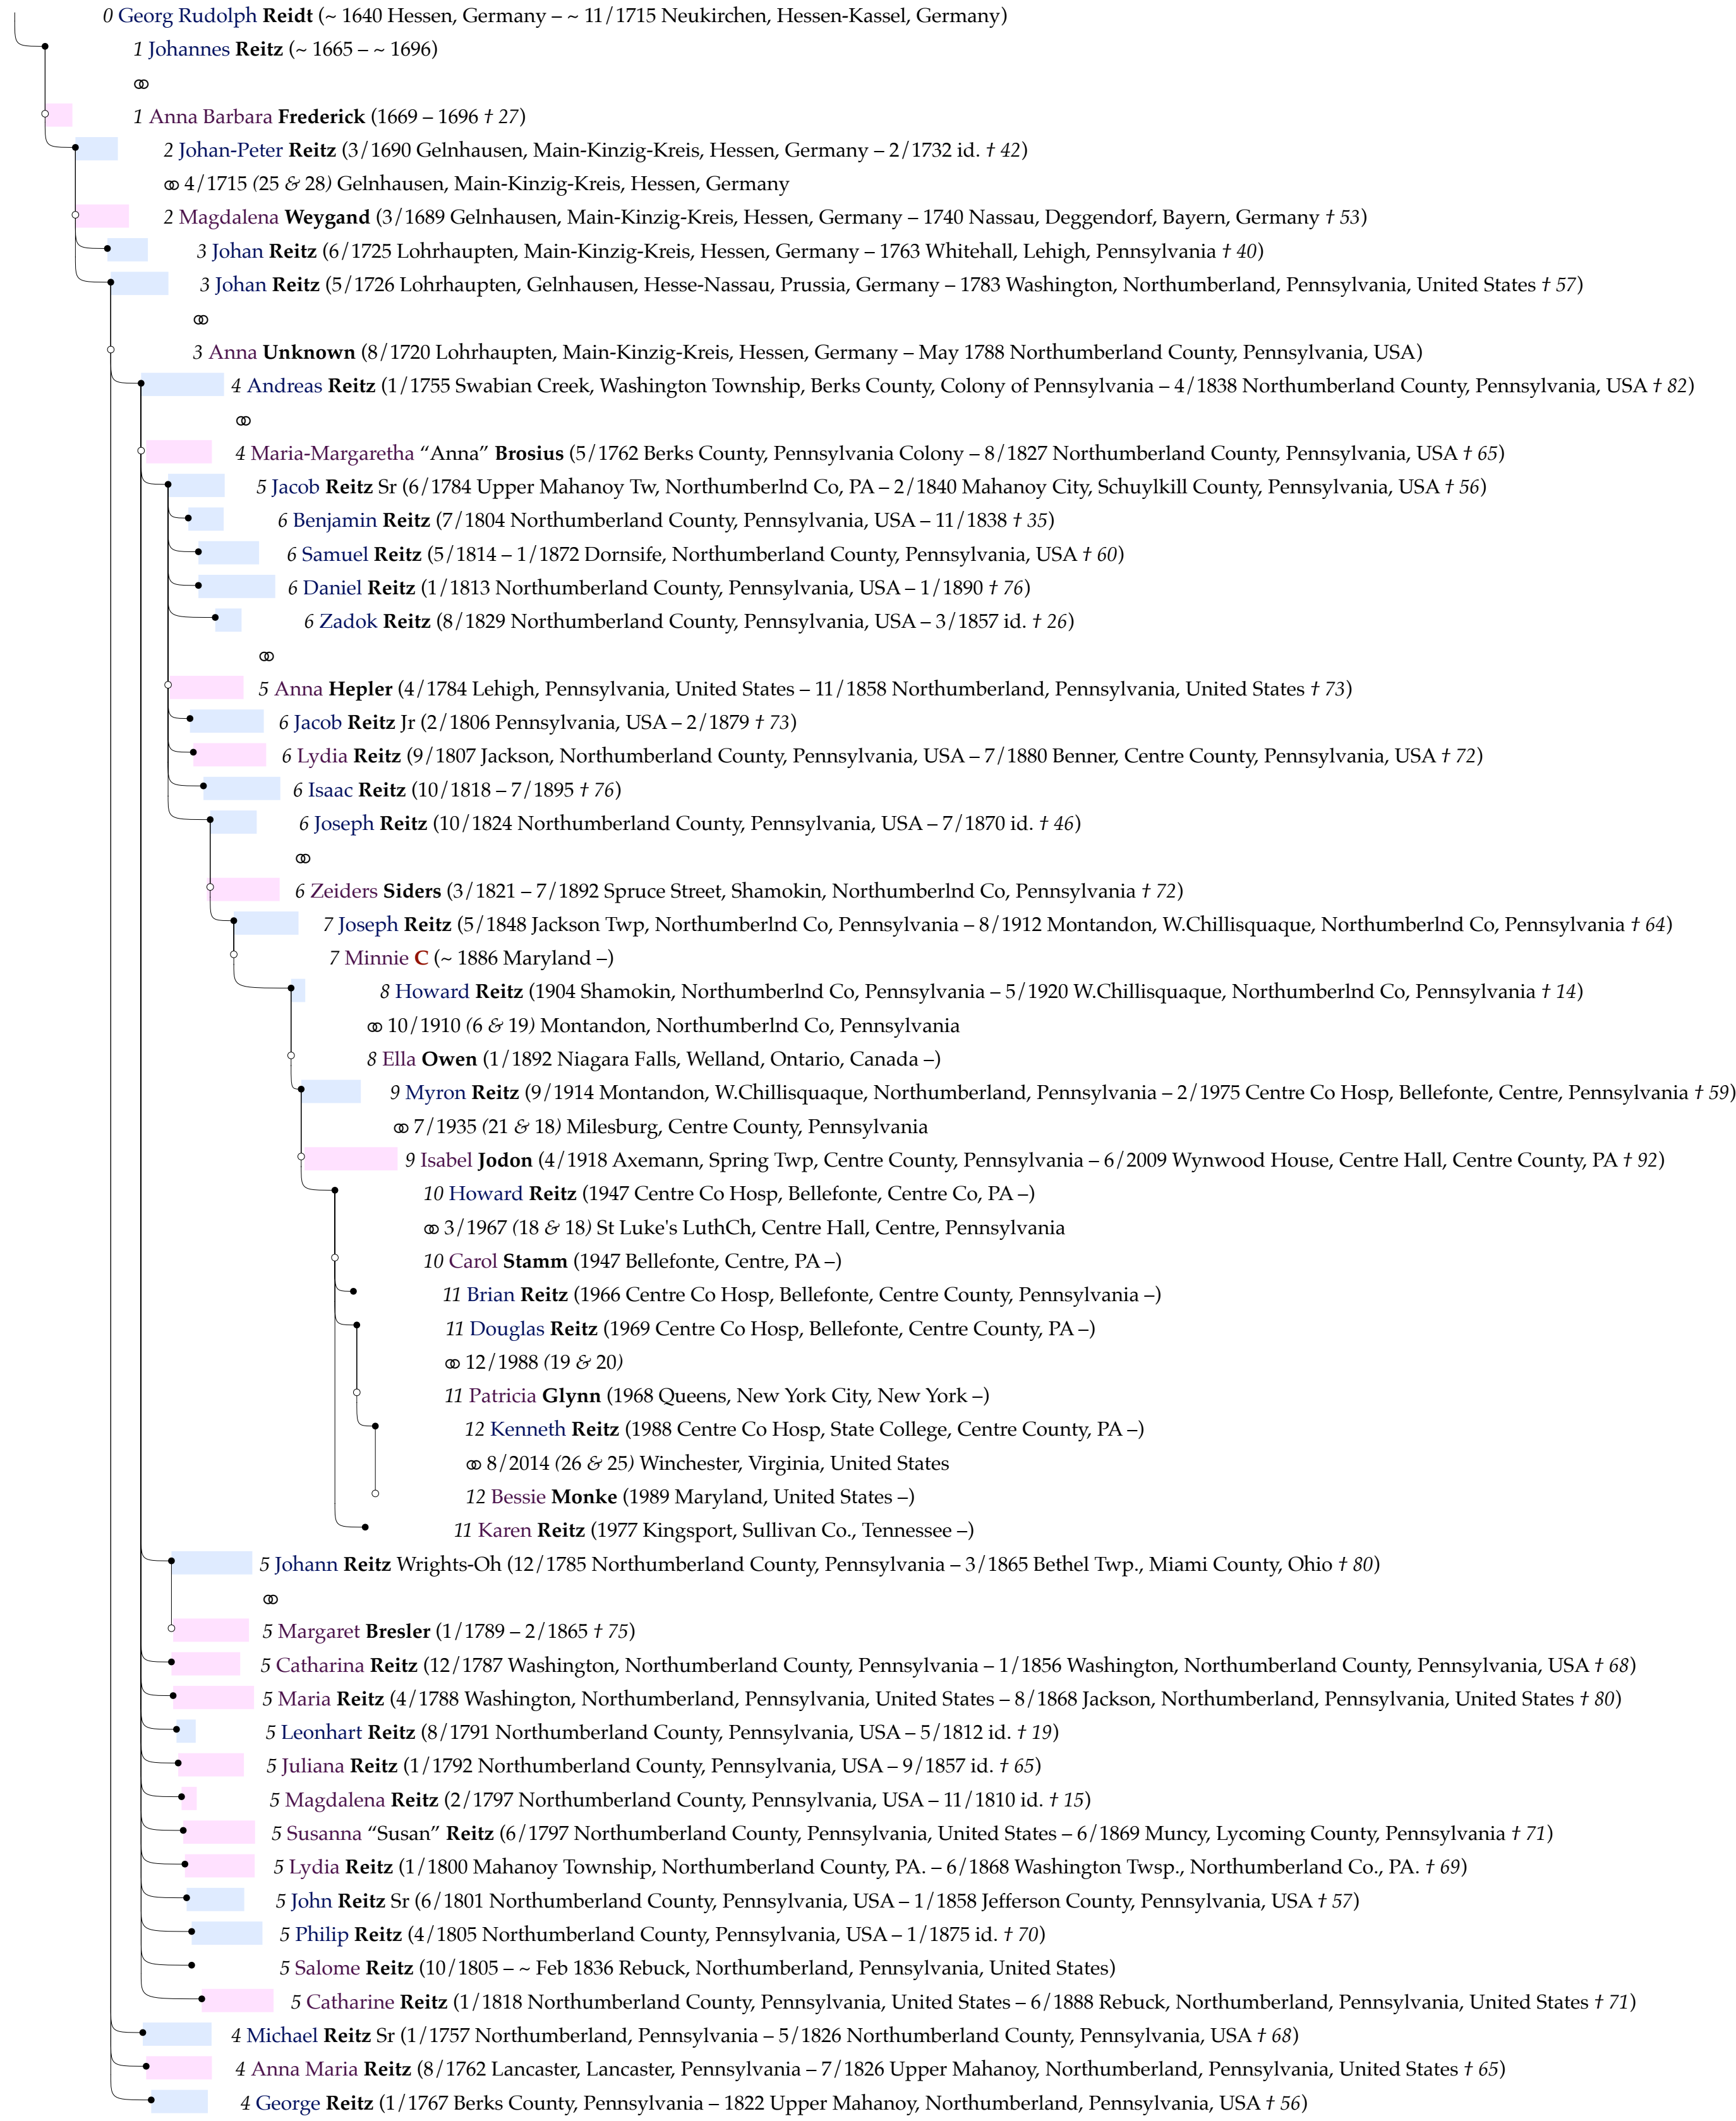 0 Georg Rudolph Reidt (~ 1640 Hessen, Germany – ~ 11/1715 Neukirchen, Hessen-Kassel, Germany)
1 Johannes Reitz (~ 1665 – ~ 1696)
⚭
1 Anna Barbara Frederick (1669 – 1696 † 27)
2 Johan-Peter Reitz (3/1690 Gelnhausen, Main-Kinzig-Kreis, Hessen, Germany – 2/1732 id. † 42)
⚭ 4/1715 (25 & 28) Gelnhausen, Main-Kinzig-Kreis, Hessen, Germany
2 Magdalena Weygand (3/1689 Gelnhausen, Main-Kinzig-Kreis, Hessen, Germany – 1740 Nassau, Deggendorf, Bayern, Germany † 53)
3 Johan Reitz (6/1725 Lohrhaupten, Main-Kinzig-Kreis, Hessen, Germany – 1763 Whitehall, Lehigh, Pennsylvania † 40)
3 Johan Reitz (5/1726 Lohrhaupten, Gelnhausen, Hesse-Nassau, Prussia, Germany – 1783 Washington, Northumberland, Pennsylvania, United States † 57)
⚭
3 Anna Unknown (8/1720 Lohrhaupten, Main-Kinzig-Kreis, Hessen, Germany – May 1788 Northumberland County, Pennsylvania, USA)
4 Andreas Reitz (1/1755 Swabian Creek, Washington Township, Berks County, Colony of Pennsylvania – 4/1838 Northumberland County, Pennsylvania, USA † 82)
⚭
4 Maria-Margaretha “Anna” Brosius (5/1762 Berks County, Pennsylvania Colony – 8/1827 Northumberland County, Pennsylvania, USA † 65)
5 Jacob Reitz Sr (6/1784 Upper Mahanoy Tw, Northumberlnd Co, PA – 2/1840 Mahanoy City, Schuylkill County, Pennsylvania, USA † 56)
6 Benjamin Reitz (7/1804 Northumberland County, Pennsylvania, USA – 11/1838 † 35)
6 Samuel Reitz (5/1814 – 1/1872 Dornsife, Northumberland County, Pennsylvania, USA † 60)
6 Daniel Reitz (1/1813 Northumberland County, Pennsylvania, USA – 1/1890 † 76)
6 Zadok Reitz (8/1829 Northumberland County, Pennsylvania, USA – 3/1857 id. † 26)
⚭
5 Anna Hepler (4/1784 Lehigh, Pennsylvania, United States – 11/1858 Northumberland, Pennsylvania, United States † 73)
6 Jacob Reitz Jr (2/1806 Pennsylvania, USA – 2/1879 † 73)
6 Lydia Reitz (9/1807 Jackson, Northumberland County, Pennsylvania, USA – 7/1880 Benner, Centre County, Pennsylvania, USA † 72)
6 Isaac Reitz (10/1818 – 7/1895 † 76)
6 Joseph Reitz (10/1824 Northumberland County, Pennsylvania, USA – 7/1870 id. † 46)
⚭
6 Zeiders Siders (3/1821 – 7/1892 Spruce Street, Shamokin, Northumberlnd Co, Pennsylvania † 72)
7 Joseph Reitz (5/1848 Jackson Twp, Northumberlnd Co, Pennsylvania – 8/1912 Montandon, W.Chillisquaque, Northumberlnd Co, Pennsylvania † 64)
7 Minnie C (~ 1886 Maryland –)
8 Howard Reitz (1904 Shamokin, Northumberlnd Co, Pennsylvania – 5/1920 W.Chillisquaque, Northumberlnd Co, Pennsylvania † 14)
⚭ 10/1910 (6 & 19) Montandon, Northumberlnd Co, Pennsylvania
8 Ella Owen (1/1892 Niagara Falls, Welland, Ontario, Canada –)
9 Myron Reitz (9/1914 Montandon, W.Chillisquaque, Northumberland, Pennsylvania – 2/1975 Centre Co Hosp, Bellefonte, Centre, Pennsylvania † 59)
⚭ 7/1935 (21 & 18) Milesburg, Centre County, Pennsylvania
9 Isabel Jodon (4/1918 Axemann, Spring Twp, Centre County, Pennsylvania – 6/2009 Wynwood House, Centre Hall, Centre County, PA † 92)
10 Howard Reitz (1947 Centre Co Hosp, Bellefonte, Centre Co, PA –)
⚭ 3/1967 (18 & 18) St Luke's LuthCh, Centre Hall, Centre, Pennsylvania
10 Carol Stamm (1947 Bellefonte, Centre, PA –)
11 Brian Reitz (1966 Centre Co Hosp, Bellefonte, Centre County, Pennsylvania –)
11 Douglas Reitz (1969 Centre Co Hosp, Bellefonte, Centre County, PA –)
⚭ 12/1988 (19 & 20)
11 Patricia Glynn (1968 Queens, New York City, New York –)
12 Kenneth Reitz (1988 Centre Co Hosp, State College, Centre County, PA –)
⚭ 8/2014 (26 & 25) Winchester, Virginia, United States
12 Bessie Monke (1989 Maryland, United States –)
11 Karen Reitz (1977 Kingsport, Sullivan Co., Tennessee –)
5 Johann Reitz Wrights-Oh (12/1785 Northumberland County, Pennsylvania – 3/1865 Bethel Twp., Miami County, Ohio † 80)
⚭
5 Margaret Bresler (1/1789 – 2/1865 † 75)
5 Catharina Reitz (12/1787 Washington, Northumberland County, Pennsylvania – 1/1856 Washington, Northumberland County, Pennsylvania, USA † 68)
5 Maria Reitz (4/1788 Washington, Northumberland, Pennsylvania, United States – 8/1868 Jackson, Northumberland, Pennsylvania, United States † 80)
5 Leonhart Reitz (8/1791 Northumberland County, Pennsylvania, USA – 5/1812 id. † 19)
5 Juliana Reitz (1/1792 Northumberland County, Pennsylvania, USA – 9/1857 id. † 65)
5 Magdalena Reitz (2/1797 Northumberland County, Pennsylvania, USA – 11/1810 id. † 15)
5 Susanna “Susan” Reitz (6/1797 Northumberland County, Pennsylvania, United States – 6/1869 Muncy, Lycoming County, Pennsylvania † 71)
5 Lydia Reitz (1/1800 Mahanoy Township, Northumberland County, PA. – 6/1868 Washington Twsp., Northumberland Co., PA. † 69)
5 John Reitz Sr (6/1801 Northumberland County, Pennsylvania, USA – 1/1858 Jefferson County, Pennsylvania, USA † 57)
5 Philip Reitz (4/1805 Northumberland County, Pennsylvania, USA – 1/1875 id. † 70)
5 Salome Reitz (10/1805 – ~ Feb 1836 Rebuck, Northumberland, Pennsylvania, United States)
5 Catharine Reitz (1/1818 Northumberland County, Pennsylvania, United States – 6/1888 Rebuck, Northumberland, Pennsylvania, United States † 71)
4 Michael Reitz Sr (1/1757 Northumberland, Pennsylvania – 5/1826 Northumberland County, Pennsylvania, USA † 68)
4 Anna Maria Reitz (8/1762 Lancaster, Lancaster, Pennsylvania – 7/1826 Upper Mahanoy, Northumberland, Pennsylvania, United States † 65)
4 George Reitz (1/1767 Berks County, Pennsylvania – 1822 Upper Mahanoy, Northumberland, Pennsylvania, USA † 56)